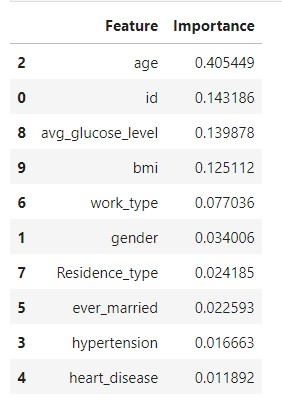 Feature Importance
2 age 0.405449
0 id 0.143186
8 avg_glucose_level 0.139878
9 bmi 0.125112
6 work_type 0.077036
1 gender 0.034006
7 Residence_type 0.024185
5 ever_married 0.022593
3 hypertension 0.016663
4 heart_disease 0.011892